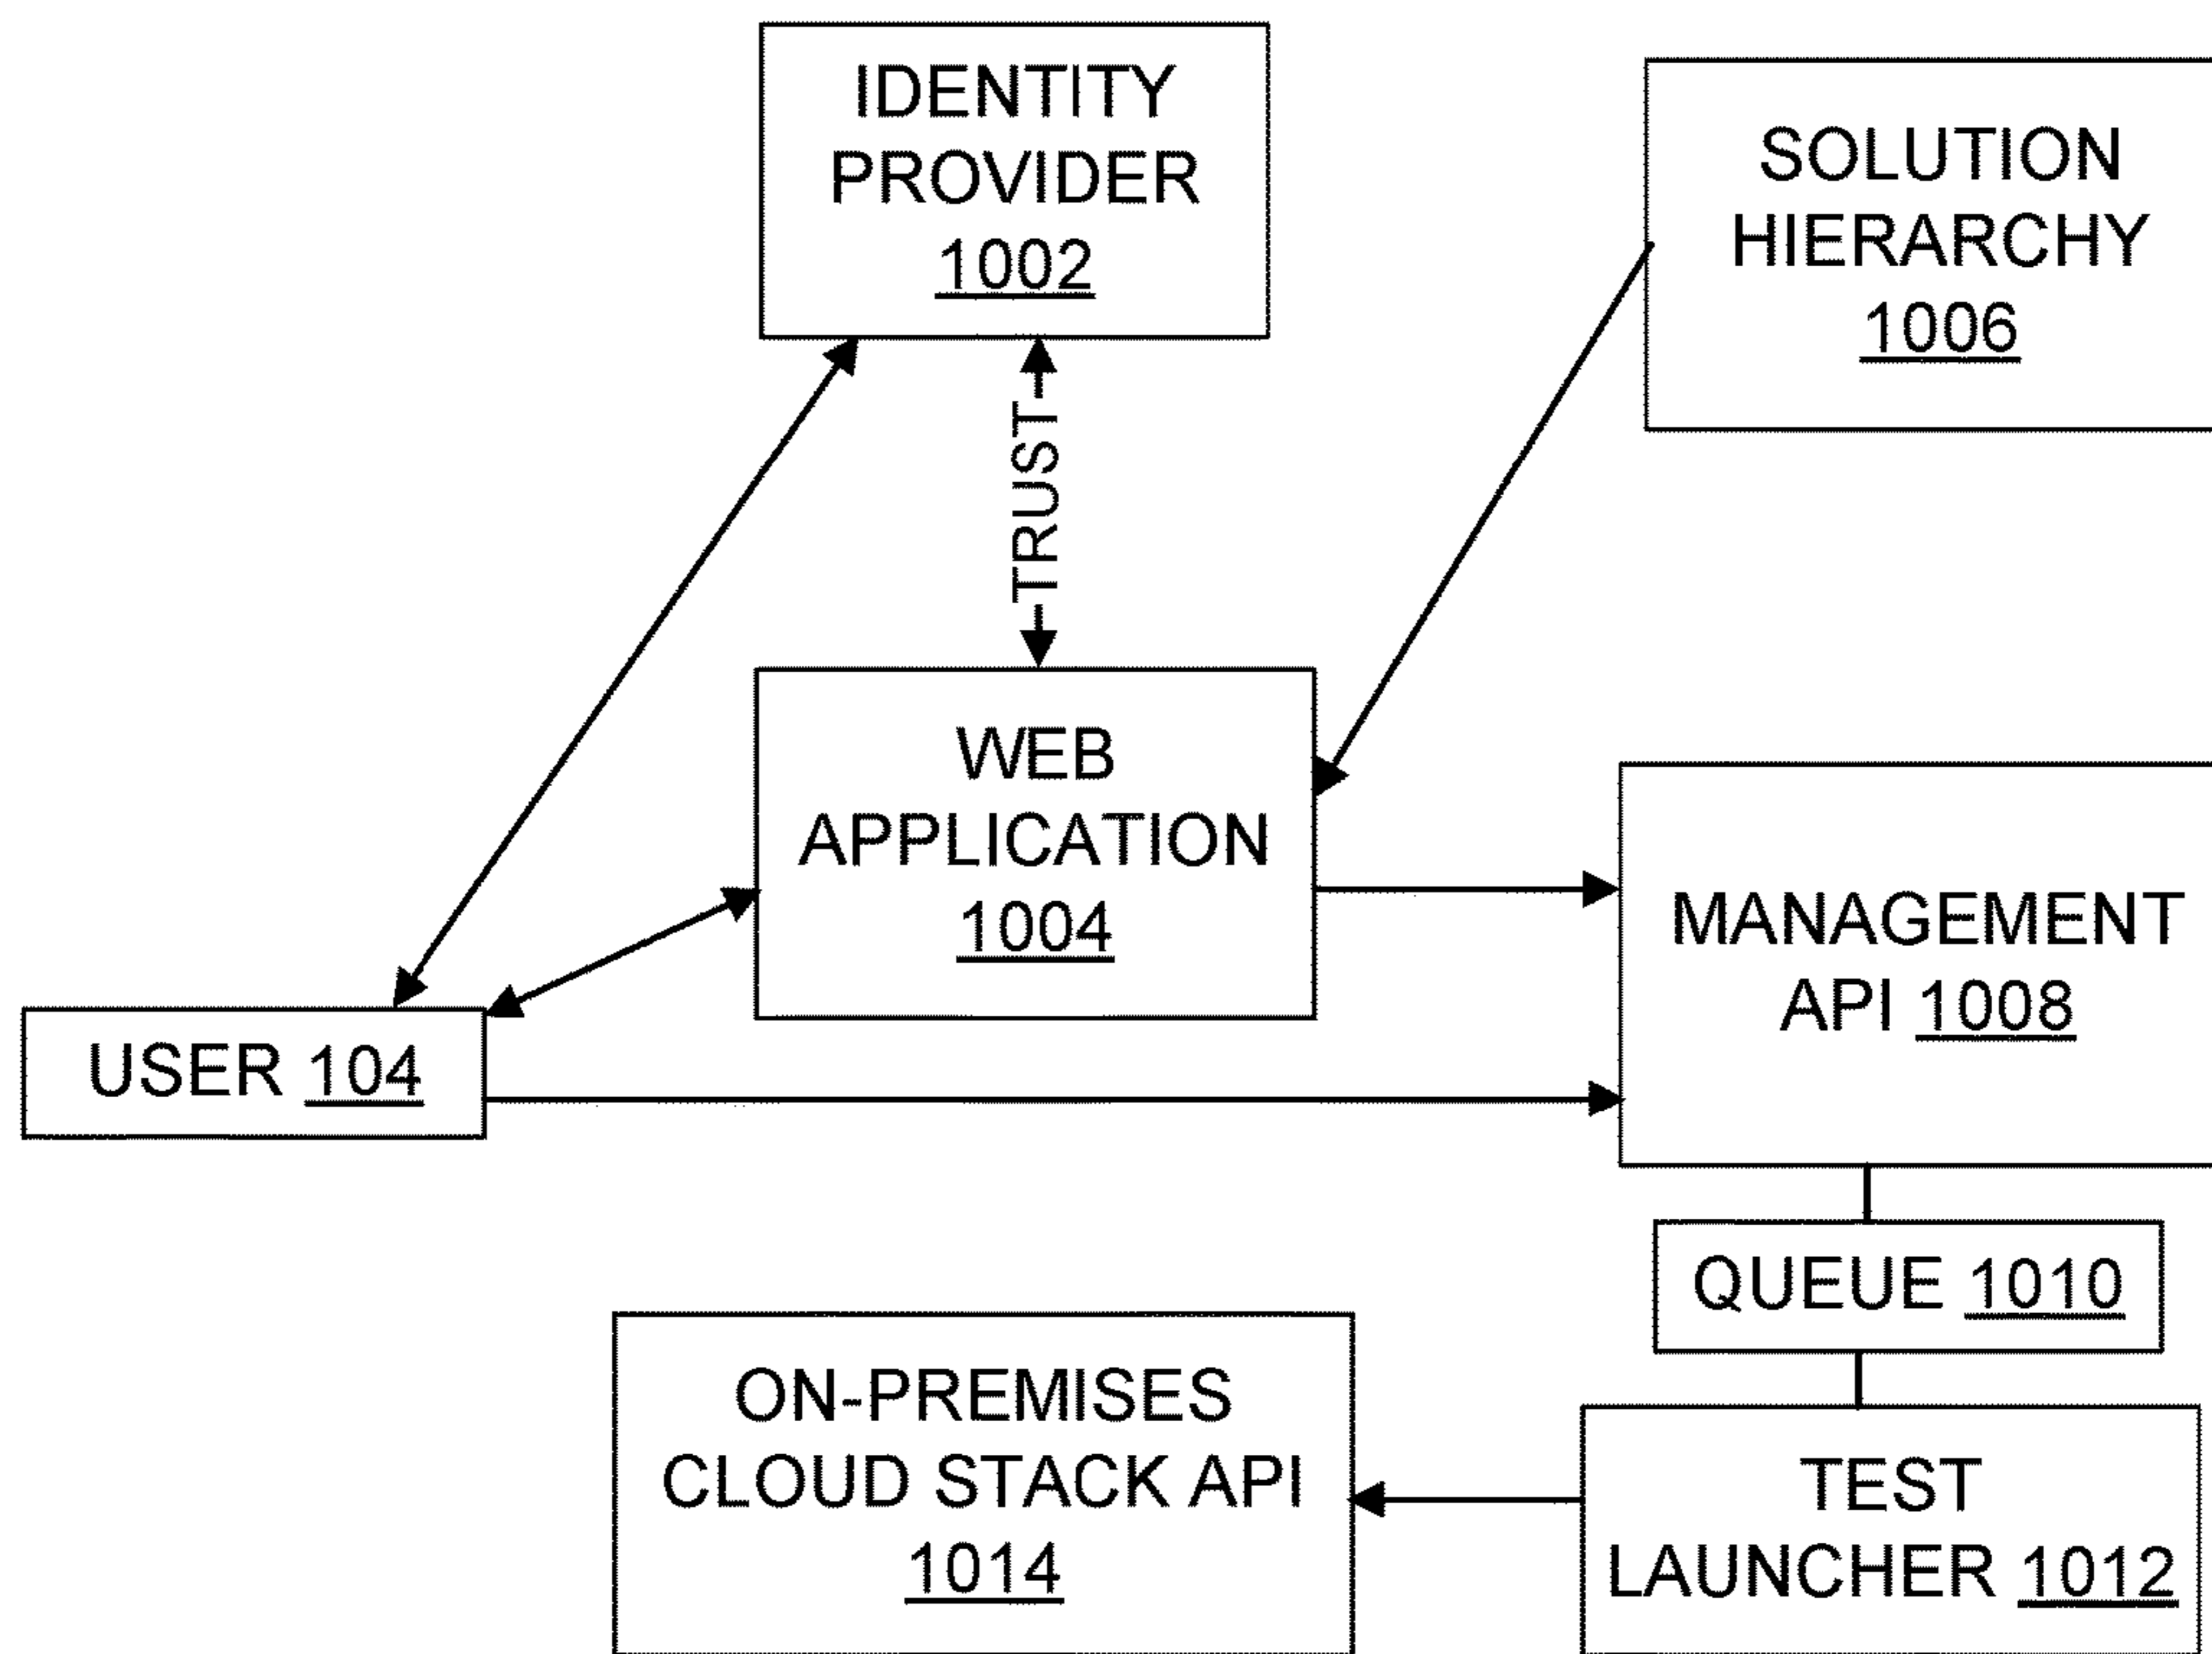 IDENTITY
PROVIDER
1002
SOLUTION
HIERARCHY
1006
TRUST
WEB
APPLICATION
1004
MANAGEMENT
API 1008
USER 104
QUEUE 1010
ON-PREMISES
CLOUD STACK API
1014
TEST
LAUNCHER 1012